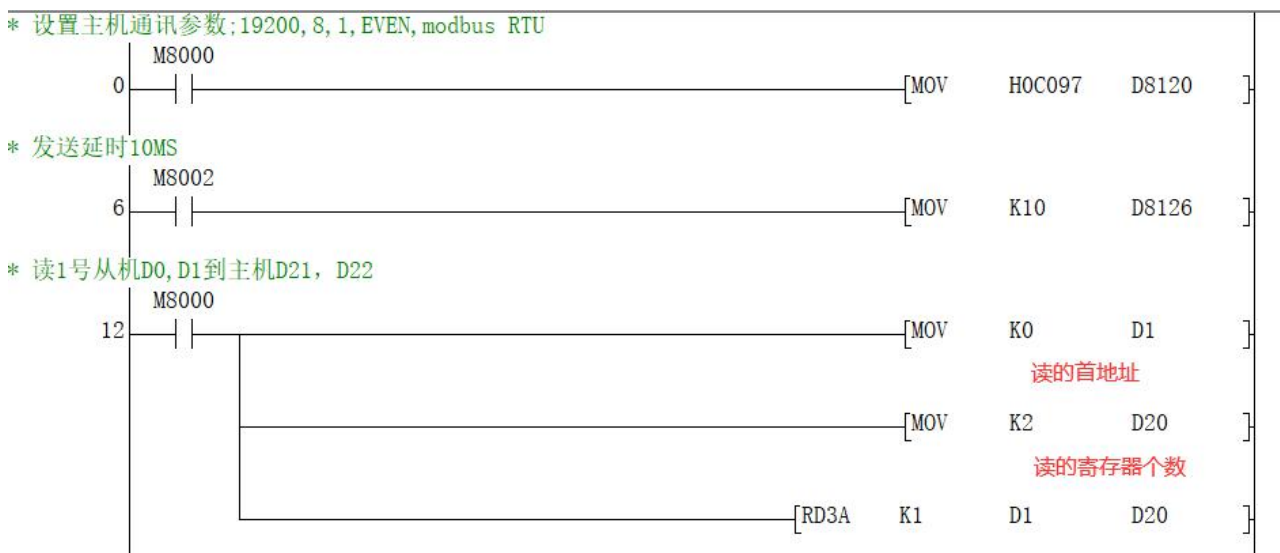 * 设置主机通讯参数;19200,8,1,EVEN,modbus RTU
M8000
0 [MOV H0C097 D8120 ]
* 发送延时10MS
M8002
6 [MOV K10 D8126 ]
* 读1号从机D0,D1到主机D21，D22
M8000
12 [MOV K0 D1 ]
读的首地址
[MOV K2 D20 ]
读的寄存器个数
[RD3A K1 D1 D20 ]